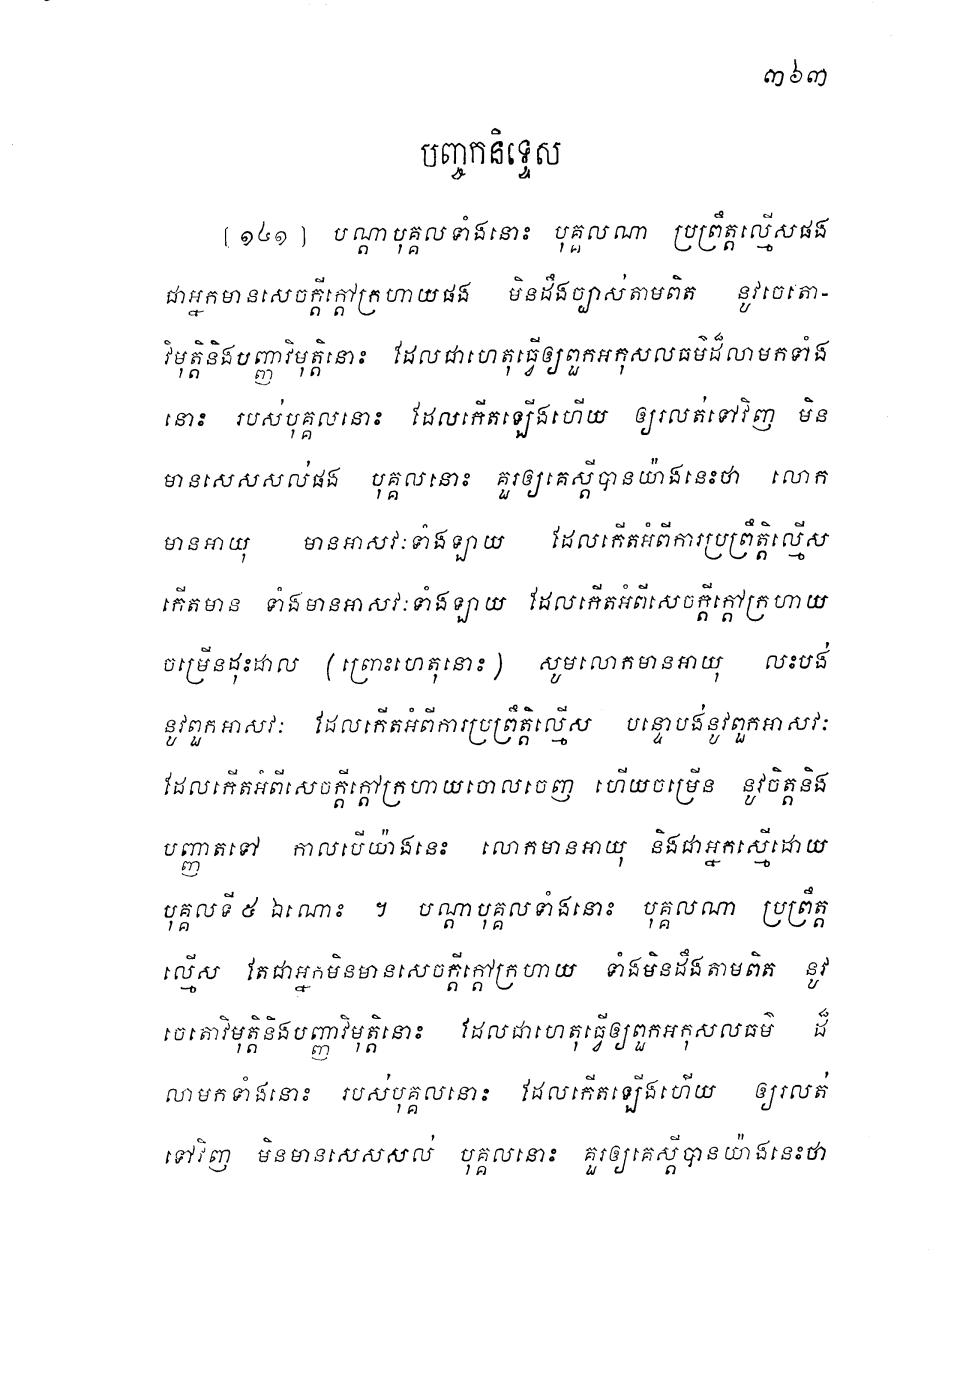 ៣៦៣
បញ្ចកនិទ្ទេស
(១៤១) បណ្តាបុគ្គលទាំងនោះ បុគ្គលណា ប្រព្រឹត្តល្មើសផង
ជាអ្នកមានសេចក្តីក្តៅក្រហាយផង មិនដឹងច្បាស់តាមពិត នូវចេតោ-
វិមុត្តិនិងបញ្ញាវិមុត្តិនោះ ដែលជាហេតុធ្វើឲ្យពួកអកុសលធម៌ដ៏លាមកទាំង
នោះ របស់បុគ្គលនោះ ដែលកើតឡើងហើយ ឲ្យរលត់ទៅវិញ មិន
មានសេសសល់ផង បុគ្គលនោះ គួរឲ្យគេស្តីបានយ៉ាងនេះថា លោក
មានអាយុ មានអាសវៈទាំងឡាយ ដែលកើតអំពីការប្រព្រឹត្តិល្មើស
កើតមាន ទាំងមានអាសវៈទាំងឡាយ ដែលកើតអំពីសេចក្តីក្តៅក្រហាយ
ចម្រើនដុះដាល (ព្រោះហេតុនោះ) សូមលោកមានអាយុ លះបង់
នូវពួកអាសវៈ ដែលកើតអំពីការប្រព្រឹត្តិល្មើស បន្ទោបង់នូវពួកអាសវៈ
ដែលកើតអំពីសេចក្តីក្តៅក្រហាយចោលចេញ ហើយចម្រើន នូវចិត្តនិង
បញ្ញាតទៅ កាលបើយ៉ាងនេះ លោកមានអាយុ នឹងជាអ្នកស្មើដោយ
បុគ្គលទី ៥ ឯណោះ ។ បណ្តាបុគ្គលទាំងនោះ បុគ្គលណា ប្រព្រឹត្ត
ល្មើស តែជាអ្នកមិនមានសេចក្តីក្តៅក្រហាយ ទាំងមិនដឹងតាមពិត នូវ
ចេតោវិមុត្តិនិងបញ្ញាវិមុត្តិនោះ ដែលជាហេតុធ្វើឲ្យពួកអកុសលធម៌ ដ៏
លាមកទាំងនោះ របស់បុគ្គលនោះ ដែលកើតឡើងហើយ ឲ្យរលត់
ទៅវិញ មិនមានសេសសល់ បុគ្គលនោះ គួរឲ្យគេស្តីបានយ៉ាងនេះថា